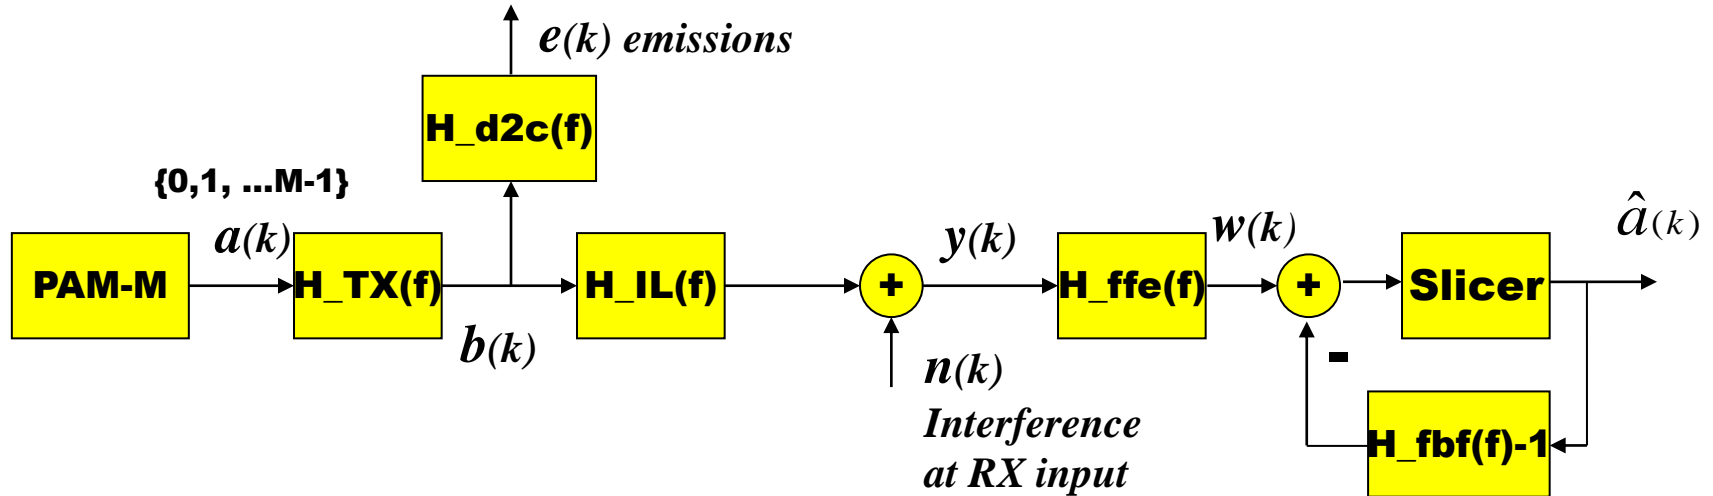 e(k) emissions
H_d2c(f)
{0,1, ...M-1}
a(k)
y(k)
w(k)
â(k)
PAM-M
H_TX(f)
H_IL(f)
+
H_ffe(f)
+
Slicer
b(k)
-
n(k)
Interference
at RX input
H_fbf(f)-1